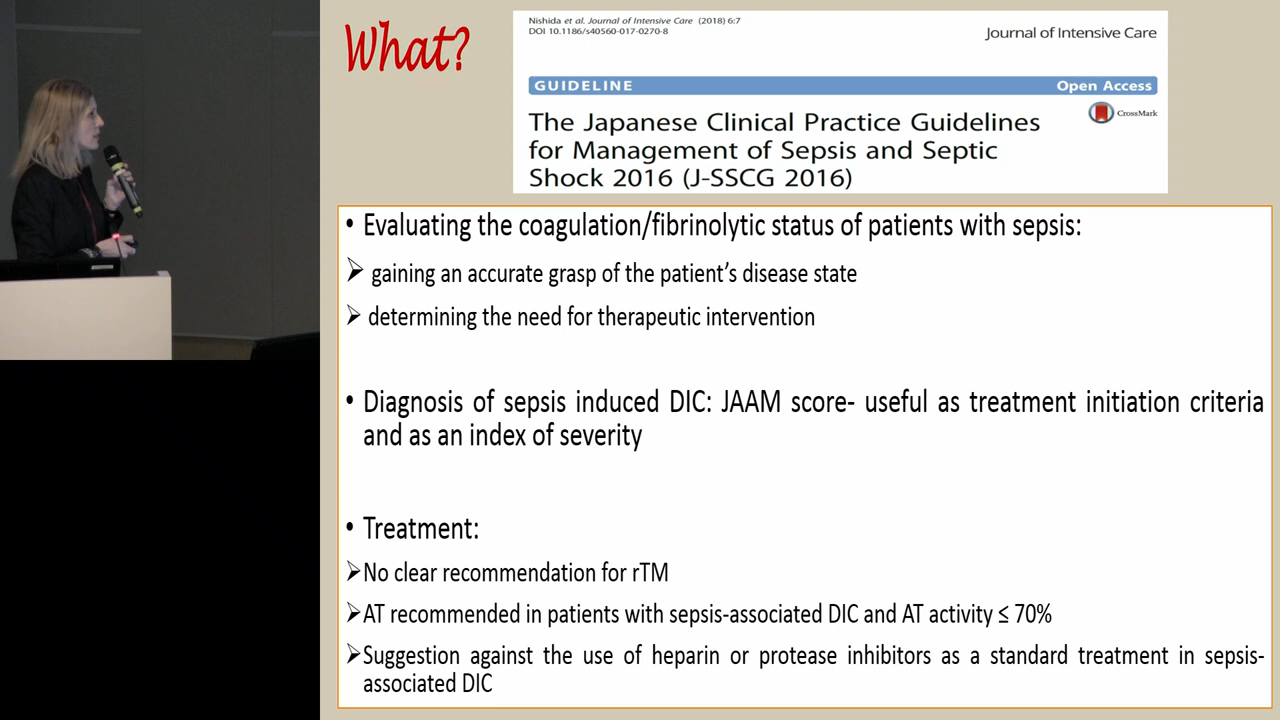 What?
Nishida et al. Journal of Intensive Care (2018) 6:7
DOI 10.1186/s40560-017-0270-8
Journal of Intensive Care
GUIDELINE
Open Access
CrossMark
The Japanese Clinical Practice Guidelines
for Management of Sepsis and Septic
Shock 2016 (J-SSCG 2016)
• Evaluating the coagulation/fibrinolytic status of patients with sepsis:
➢ gaining an accurate grasp of the patient's disease state
➢ determining the need for therapeutic intervention
• Diagnosis of sepsis induced DIC: JAAM score- useful as treatment initiation criteria
and as an index of severity
• Treatment:
➢No clear recommendation for rTM
➢AT recommended in patients with sepsis-associated DIC and AT activity ≤ 70%
➢Suggestion against the use of heparin or protease inhibitors as a standard treatment in sepsis-
associated DIC